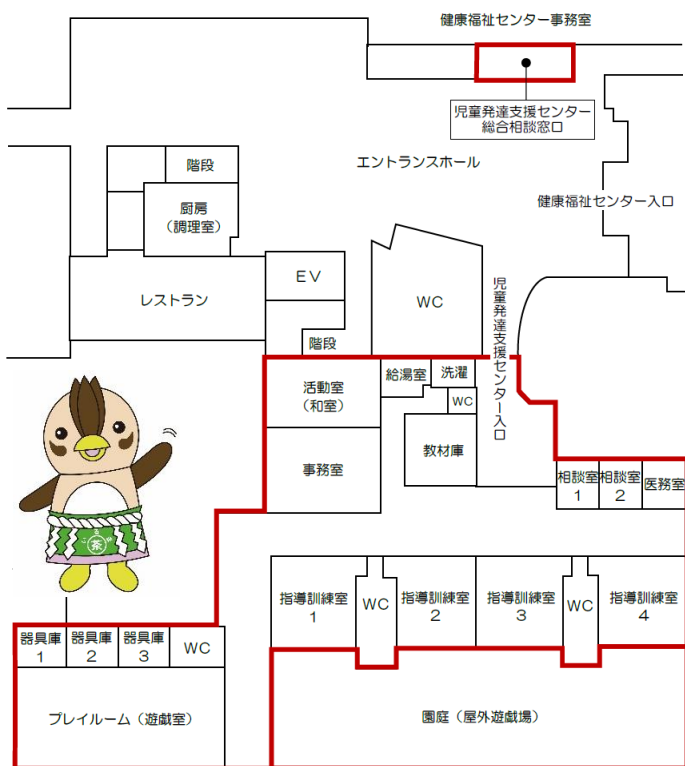 健康福祉センター事務室
児童発達支援センター
総合相談窓口
エントランスホール
階段
厨房
（調理室）
健康福祉センター入口
レストラン
ＥＶ
階段
WC
児童発達支援センター入口
活動室
（和室）
給湯室
洗濯
WC
事務室
教材庫
相談室
1
相談室
2
医務室
茶
指導訓練室
1
WC
指導訓練室
2
指導訓練室
3
WC
指導訓練室
4
器具庫
1
器具庫
2
器具庫
3
WC
プレイルーム（遊戯室）
園庭（屋外遊戯場）